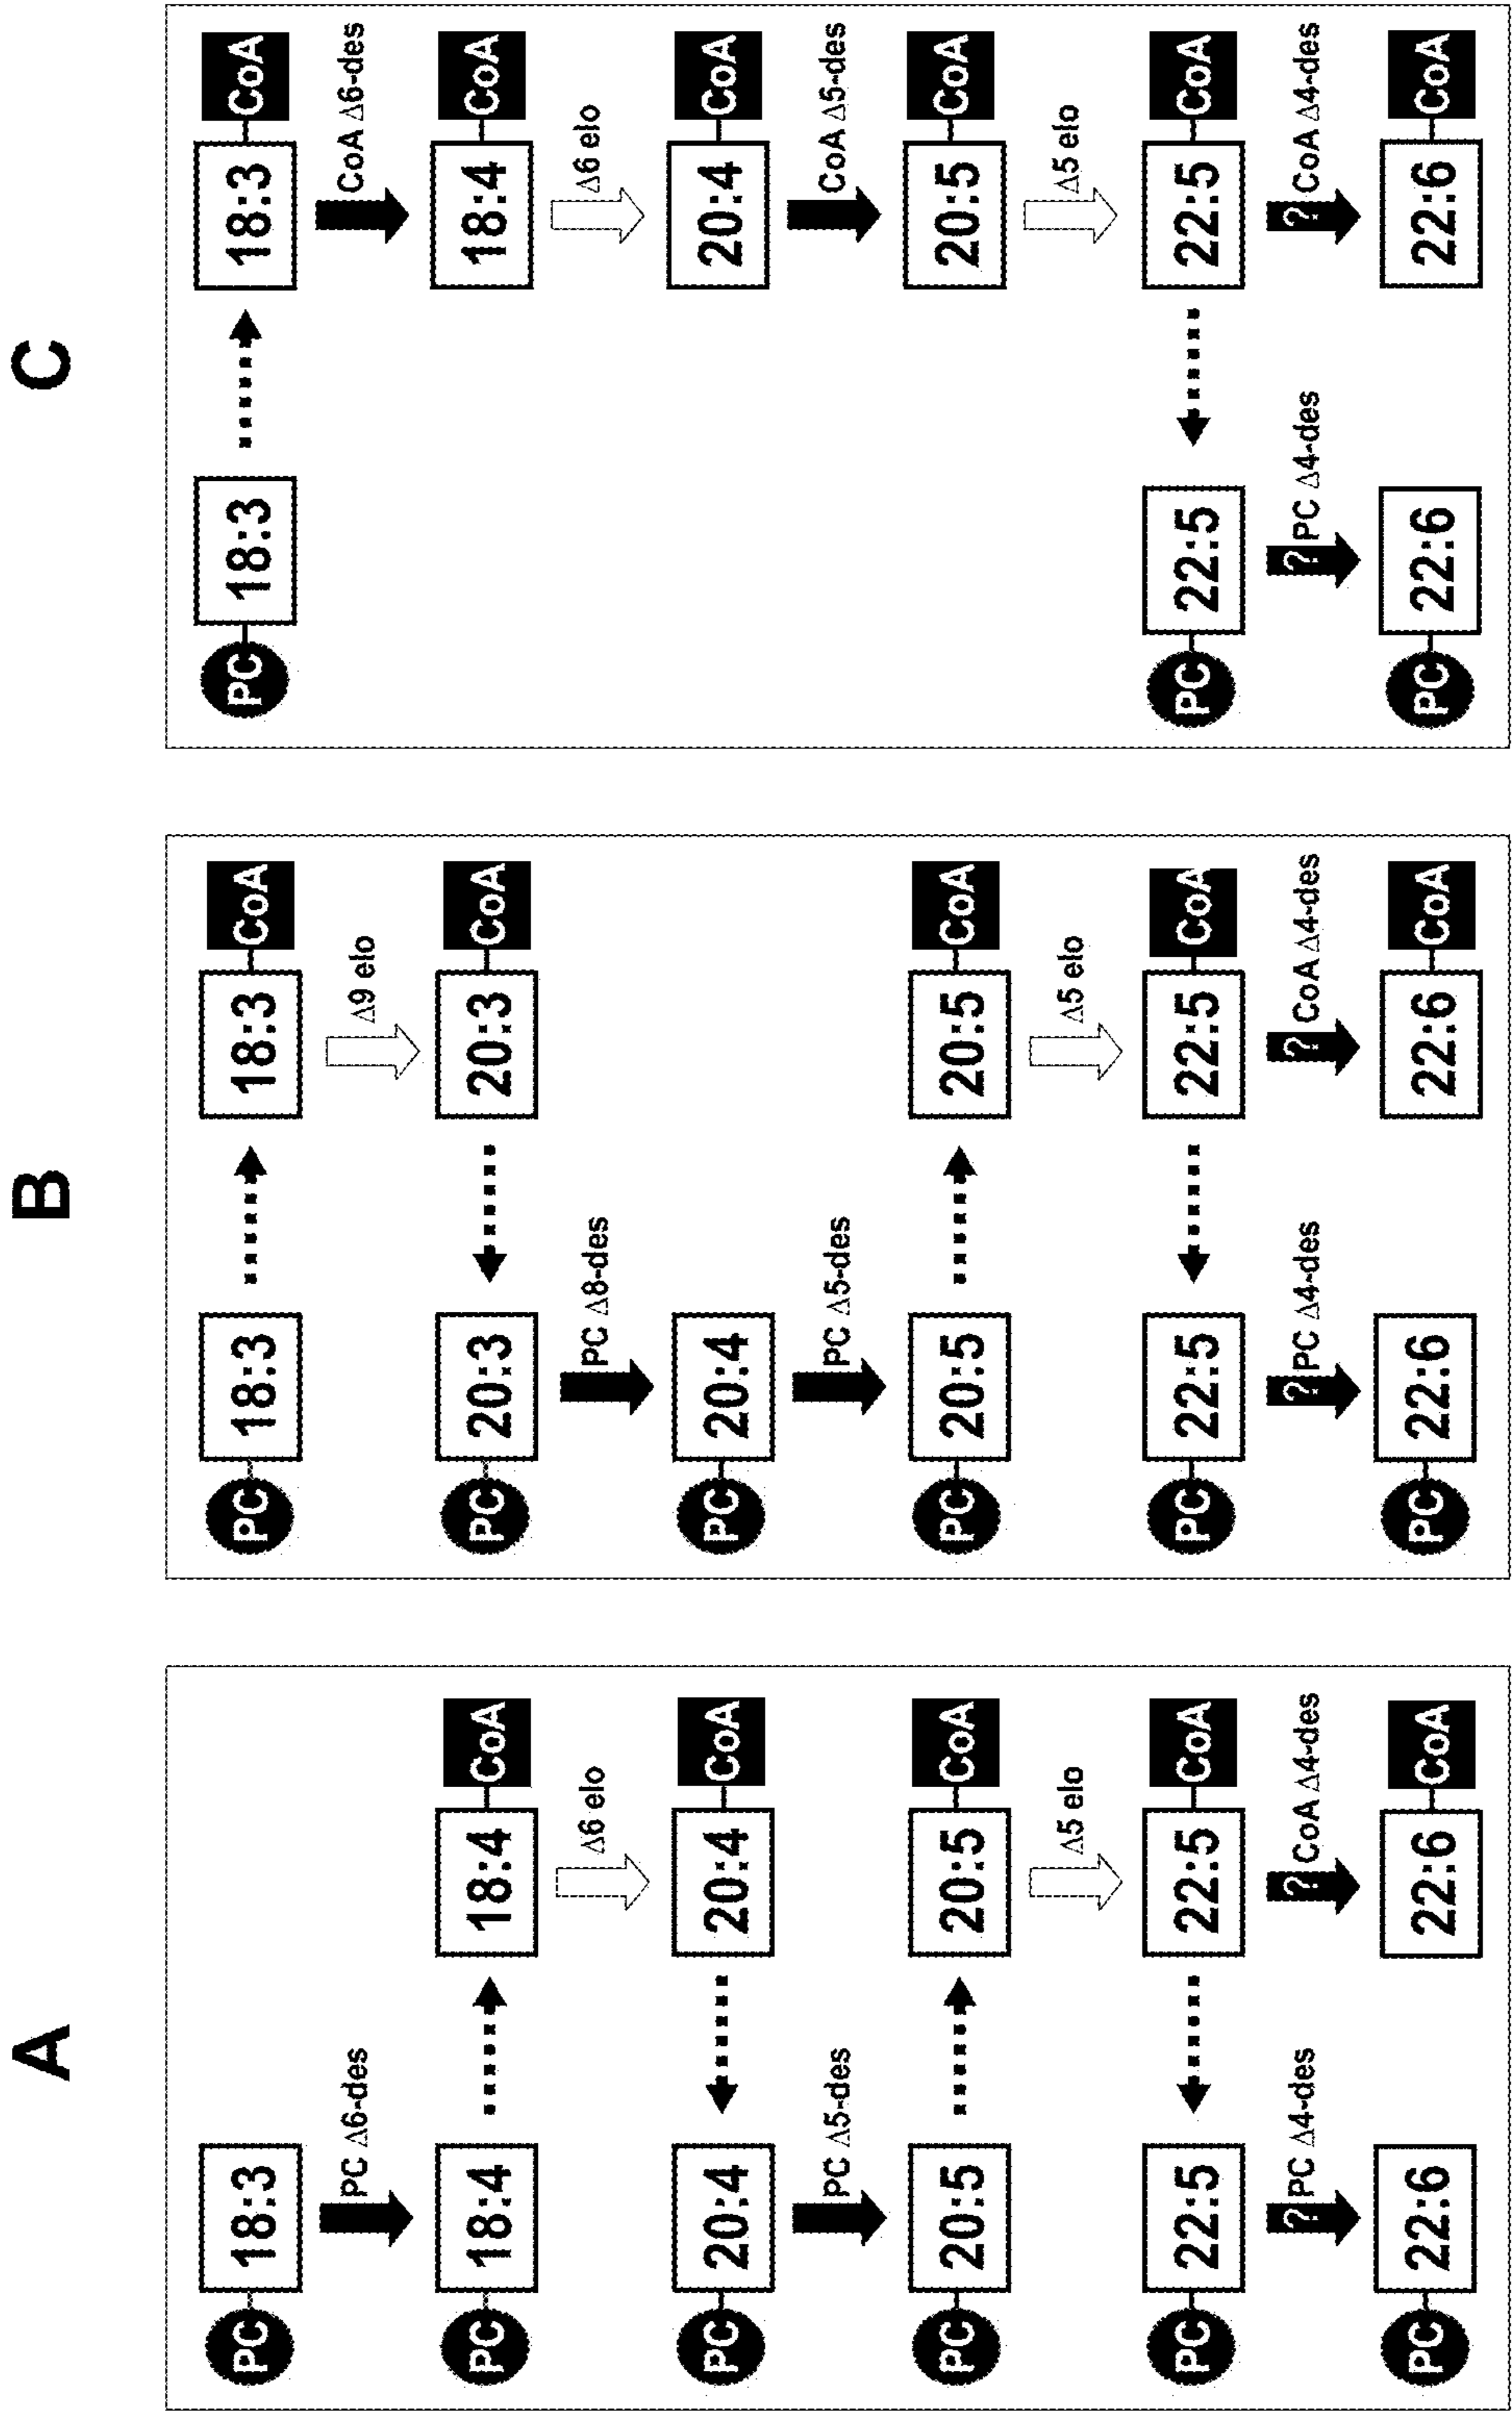 A
PC 18:3
PC Δ6-des
PC 18:4 18:4 CoA
Δ6 elo
PC 20:4 20:4 CoA
PC Δ5-des
PC 20:5 20:5 CoA
Δ5 elo
PC 22:5 22:5 CoA
? PC Δ4-des ? CoA Δ4-des
PC 22:6 22:6 CoA
B
PC 18:3 18:3 CoA
Δ9 elo
PC 20:3 20:3 CoA
PC Δ8-des
PC 20:4
PC Δ5-des
PC 20:5 20:5 CoA
Δ5 elo
PC 22:5 22:5 CoA
? PC Δ4-des ? CoA Δ4-des
PC 22:6 22:6 CoA
C
PC 18:3 18:3 CoA
CoA Δ6-des
18:4 CoA
Δ6 elo
20:4 CoA
CoA Δ5-des
20:5 CoA
Δ5 elo
PC 22:5 22:5 CoA
? PC Δ4-des ? CoA Δ4-des
PC 22:6 22:6 CoA